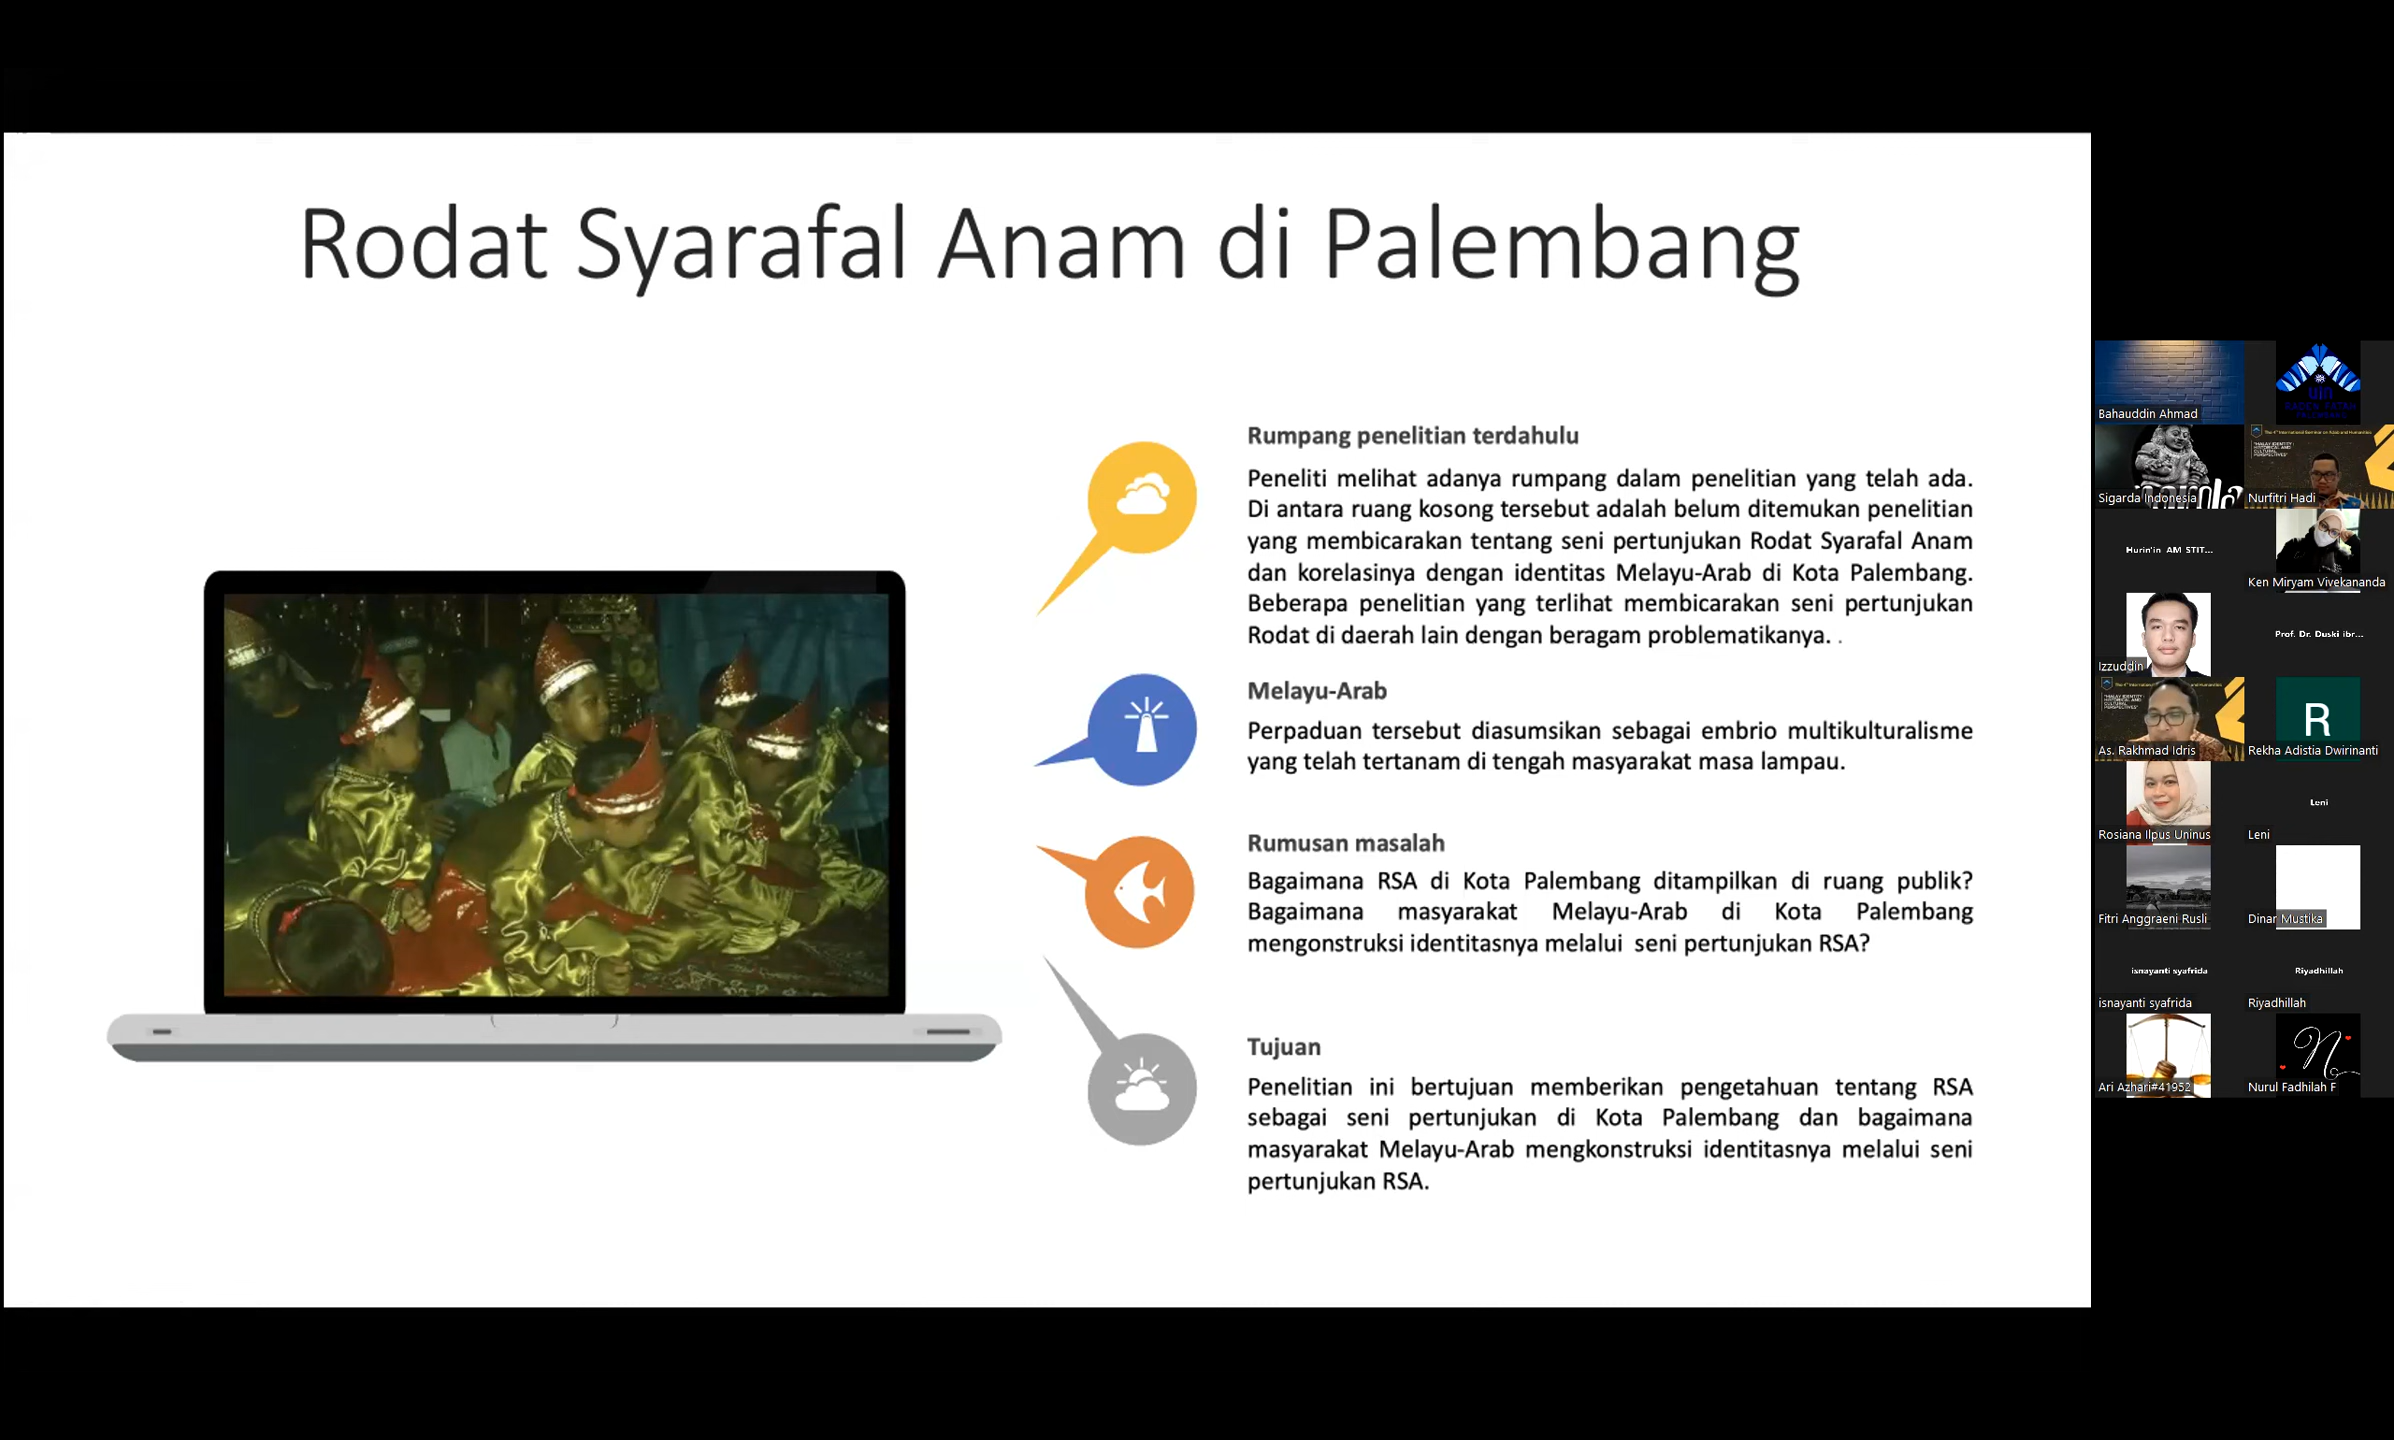 Rodat Syarafal Anam di Palembang
Rumpang penelitian terdahulu
Peneliti melihat adanya rumpang dalam penelitian yang telah ada.
Di antara ruang kosong tersebut adalah belum ditemukan penelitian
yang membicarakan tentang seni pertunjukan Rodat Syarafal Anam
dan korelasinya dengan identitas Melayu-Arab di Kota Palembang.
Beberapa penelitian yang terlihat membicarakan seni pertunjukan
Rodat di daerah lain dengan beragam problematikanya. .
Melayu-Arab
Perpaduan tersebut diasumsikan sebagai embrio multikulturalisme
yang telah tertanam di tengah masyarakat masa lampau.
Rumusan masalah
Bagaimana RSA di Kota Palembang ditampilkan di ruang publik?
Bagaimana masyarakat Melayu-Arab di Kota Palembang
mengonstruksi identitasnya melalui seni pertunjukan RSA?
Tujuan
Penelitian ini bertujuan memberikan pengetahuan tentang RSA
sebagai seni pertunjukan di Kota Palembang dan bagaimana
masyarakat Melayu-Arab mengkonstruksi identitasnya melalui seni
pertunjukan RSA.
Bahauddin Ahmad
Sigarda Indonesia
Nurfitri Hadi
Hurin'in AM STIT...
Ken Miryam Vivekananda
Izzuddin
Prof. Dr. Duski ibr...
As. Rakhmad Idris
R
Rekha Adistia Dwirinanti
Rosiana Ilpus Uninus
Leni
Leni
Fitri Anggraeni Rusli
Dinar Mustika
isnayanti syafrida
isnayanti syafrida
Riyadhillah
Riyadhillah
Ari Azhari#41952
Nurul Fadhilah F